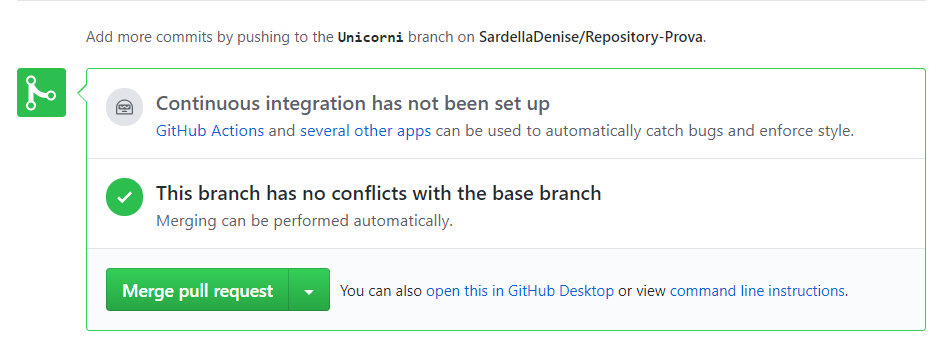 Add more commits by pushing to the Unicorni branch on SardellaDenise/Repository-Prova.
Continuous integration has not been set up
GitHub Actions and several other apps can be used to automatically catch bugs and enforce style.
This branch has no conflicts with the base branch
Merging can be performed automatically.
Merge pull request You can also open this in GitHub Desktop or view command line instructions.